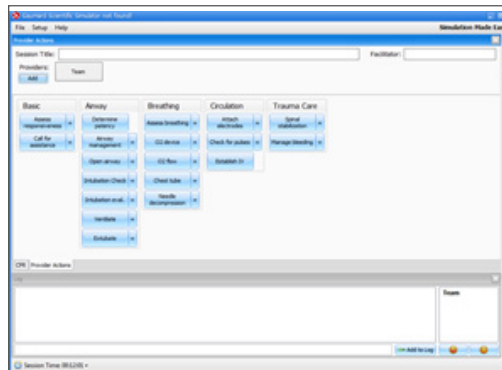 Gaumard Scientific Simulator not found!
File Setup Help
Simulation Made Eas
Provider Actions
Session Title:
Facilitator:
Providers:
Add
Team
Basic
Assess responsiveness
Call for assistance
Airway
Determine patency
Airway management
Open airway
Intubation Check
Intubation eval.
Ventilate
Extubate
Breathing
Assess breathing
O2 device
O2 flow
Chest tube
Needle decompression
Circulation
Attach electrodes
Check for pulses
Establish IV
Trauma Care
Spinal stabilization
Manage bleeding
CPR Provider Actions
Log
Team
Add to Log
Session Time: 00:12:01